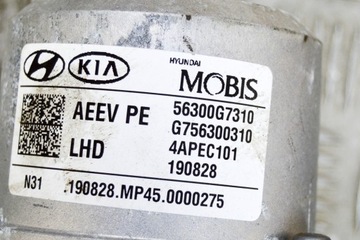 KIA
HYUNDAI
MOBIS
AEEV PE 56300G7310
G756300310
LHD 4APEC101
190828
N31 190828.MP45.0000275